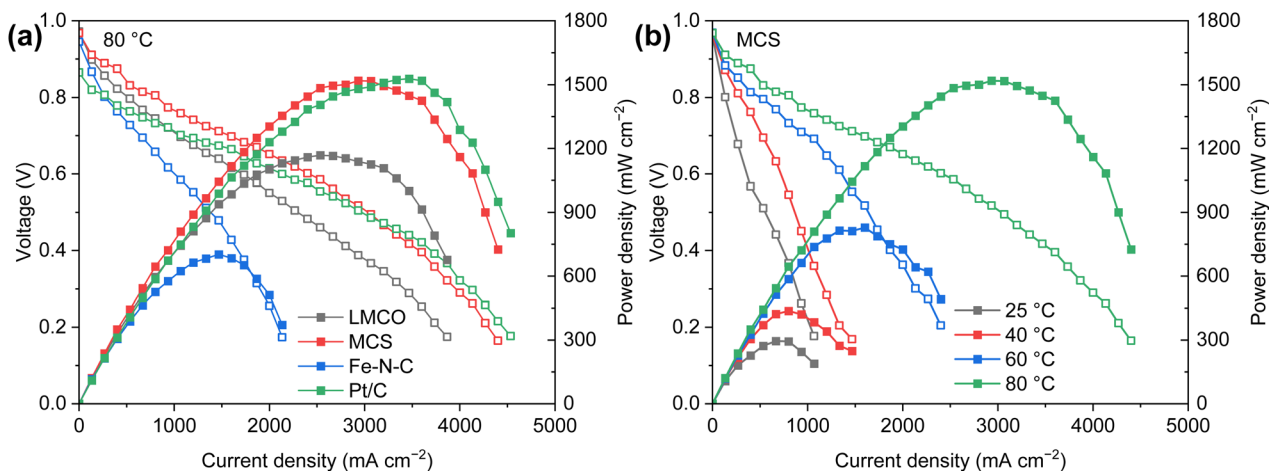 (a)
80 °C
1.0
0.8
0.6
0.4
0.2
0.0
Voltage (V)
0
1000
2000
3000
4000
5000
Current density (mA cm⁻²)
1800
1500
1200
900
600
300
0
Power density (mW cm⁻²)
LMCO
MCS
Fe-N-C
Pt/C
(b)
MCS
1.0
0.8
0.6
0.4
0.2
0.0
Voltage (V)
0
1000
2000
3000
4000
5000
Current density (mA cm⁻²)
1800
1500
1200
900
600
300
0
Power density (mW cm⁻²)
25 °C
40 °C
60 °C
80 °C